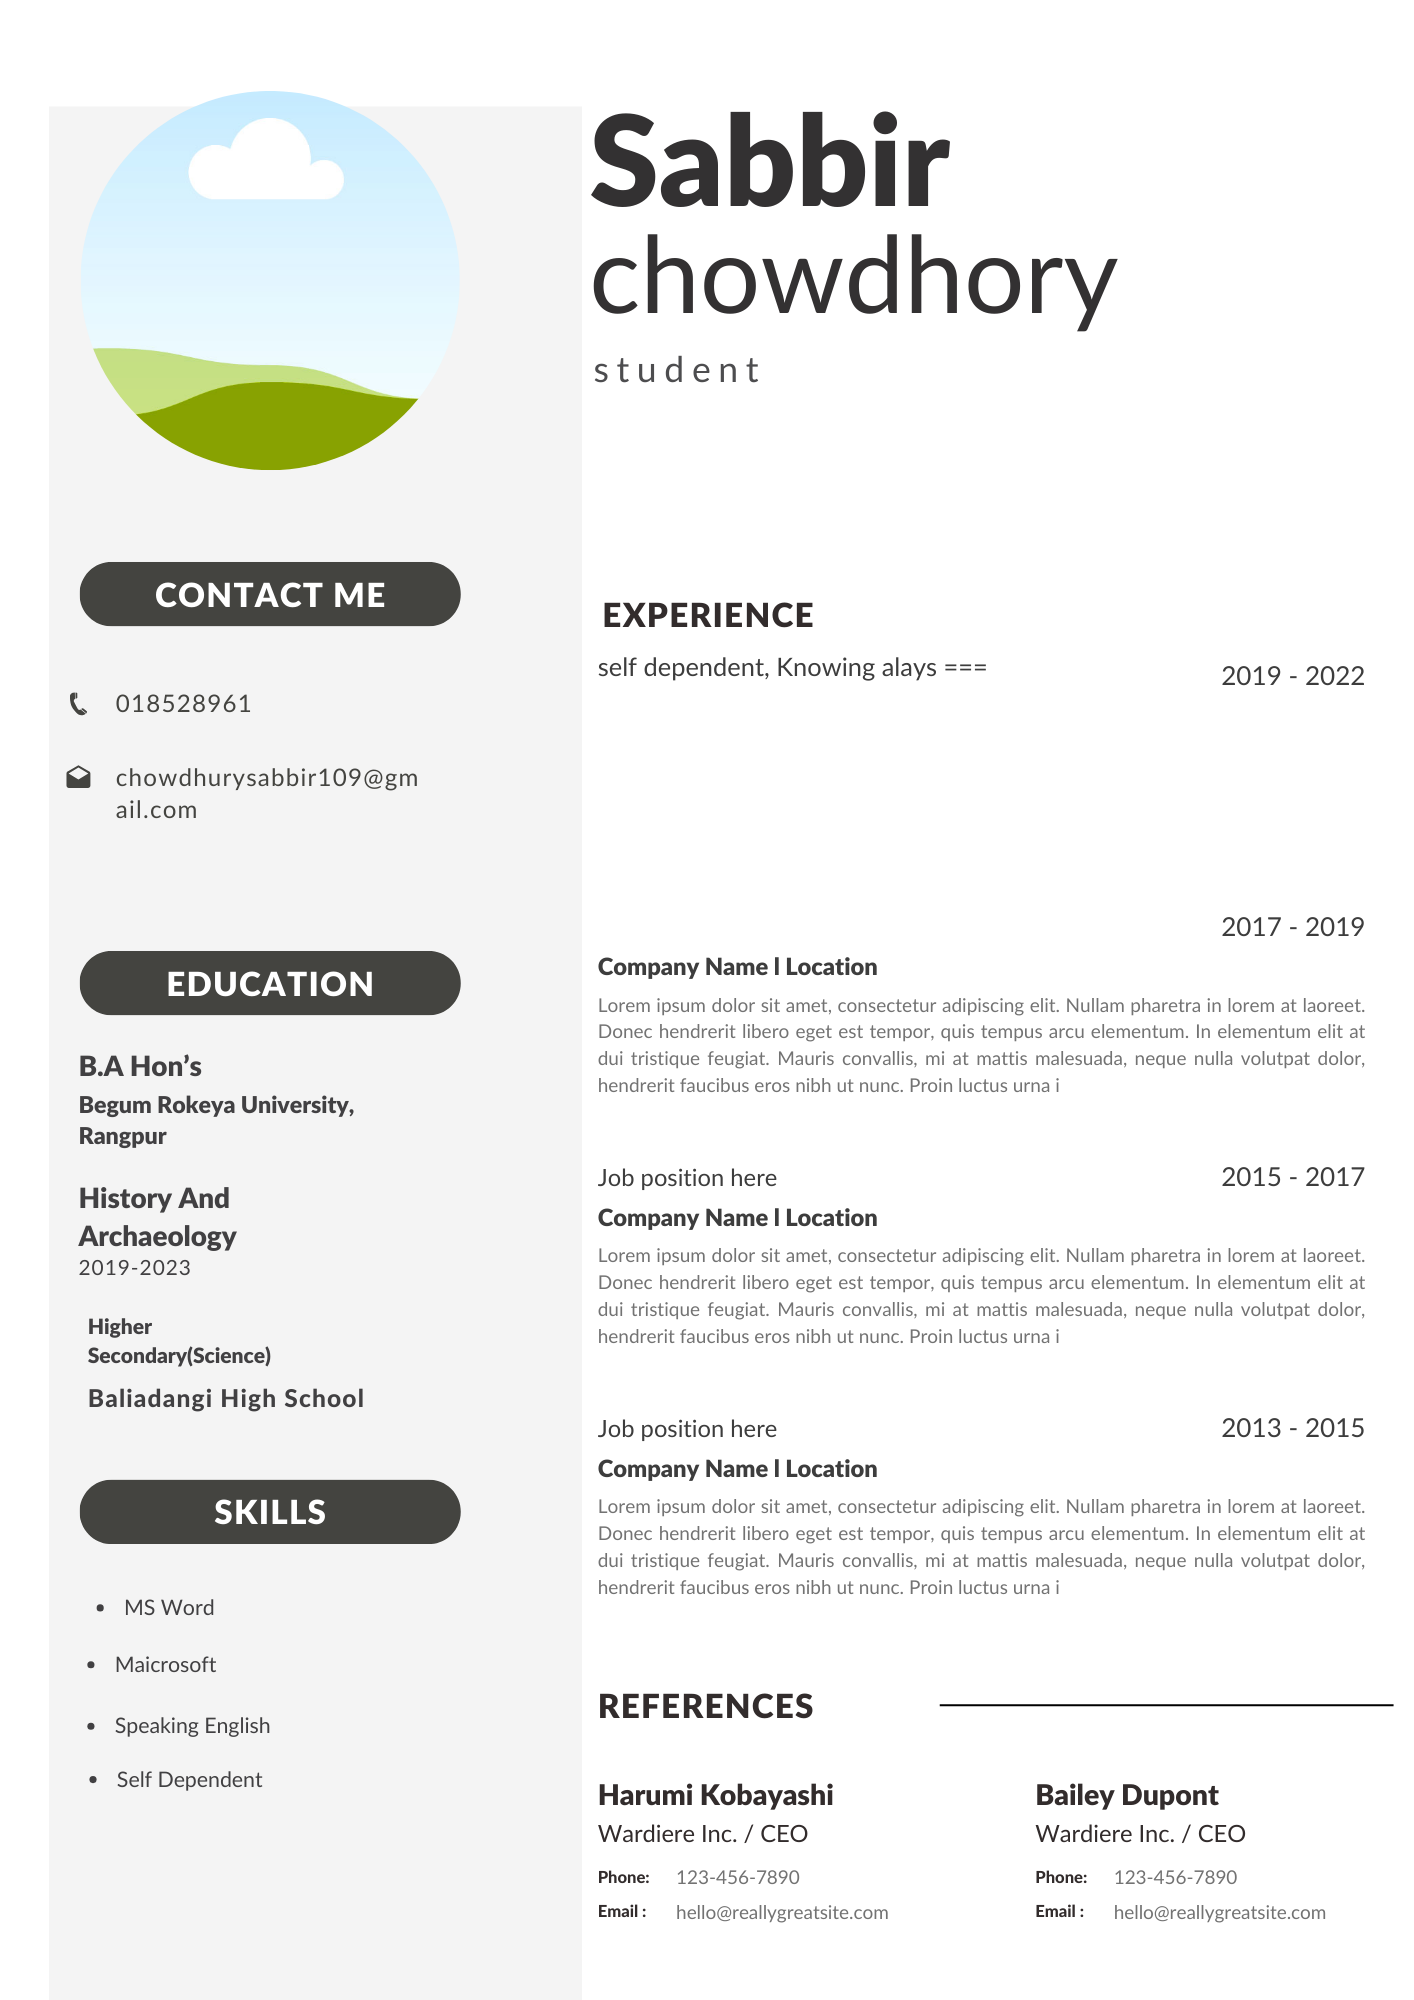 Sabbir
chowdhory
student
CONTACT ME
018528961
chowdhurysabbir109@gm
ail.com
EDUCATION
B.A Hon’s
Begum Rokeya University,
Rangpur
History And
Archaeology
2019-2023
Higher
Secondary(Science)
Baliadangi High School
SKILLS
• MS Word
• Maicrosoft
• Speaking English
• Self Dependent
EXPERIENCE
self dependent, Knowing alays ===
2019 - 2022
2017 - 2019
Company Name l Location
Lorem ipsum dolor sit amet, consectetur adipiscing elit. Nullam pharetra in lorem at laoreet.
Donec hendrerit libero eget est tempor, quis tempus arcu elementum. In elementum elit at
dui tristique feugiat. Mauris convallis, mi at mattis malesuada, neque nulla volutpat dolor,
hendrerit faucibus eros nibh ut nunc. Proin luctus urna i
Job position here
2015 - 2017
Company Name l Location
Lorem ipsum dolor sit amet, consectetur adipiscing elit. Nullam pharetra in lorem at laoreet.
Donec hendrerit libero eget est tempor, quis tempus arcu elementum. In elementum elit at
dui tristique feugiat. Mauris convallis, mi at mattis malesuada, neque nulla volutpat dolor,
hendrerit faucibus eros nibh ut nunc. Proin luctus urna i
Job position here
2013 - 2015
Company Name l Location
Lorem ipsum dolor sit amet, consectetur adipiscing elit. Nullam pharetra in lorem at laoreet.
Donec hendrerit libero eget est tempor, quis tempus arcu elementum. In elementum elit at
dui tristique feugiat. Mauris convallis, mi at mattis malesuada, neque nulla volutpat dolor,
hendrerit faucibus eros nibh ut nunc. Proin luctus urna i
REFERENCES
Harumi Kobayashi
Wardiere Inc. / CEO
Phone: 123-456-7890
Email : hello@reallygreatsite.com
Bailey Dupont
Wardiere Inc. / CEO
Phone: 123-456-7890
Email : hello@reallygreatsite.com